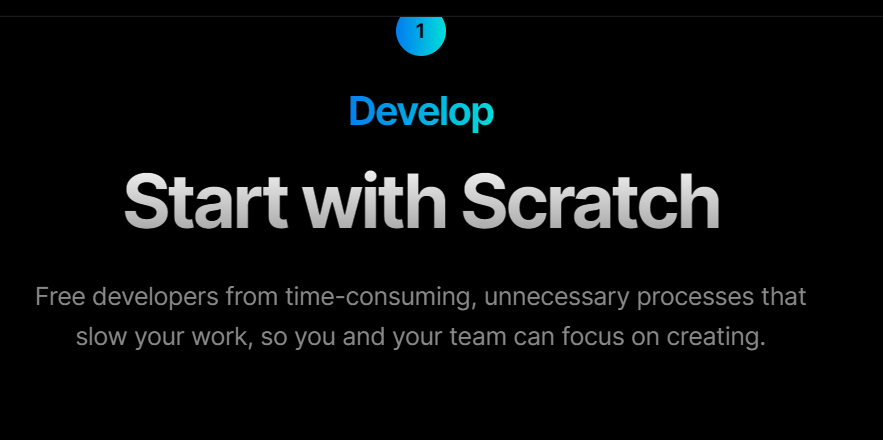 1
Develop
Start with Scratch
Free developers from time-consuming, unnecessary processes that
slow your work, so you and your team can focus on creating.